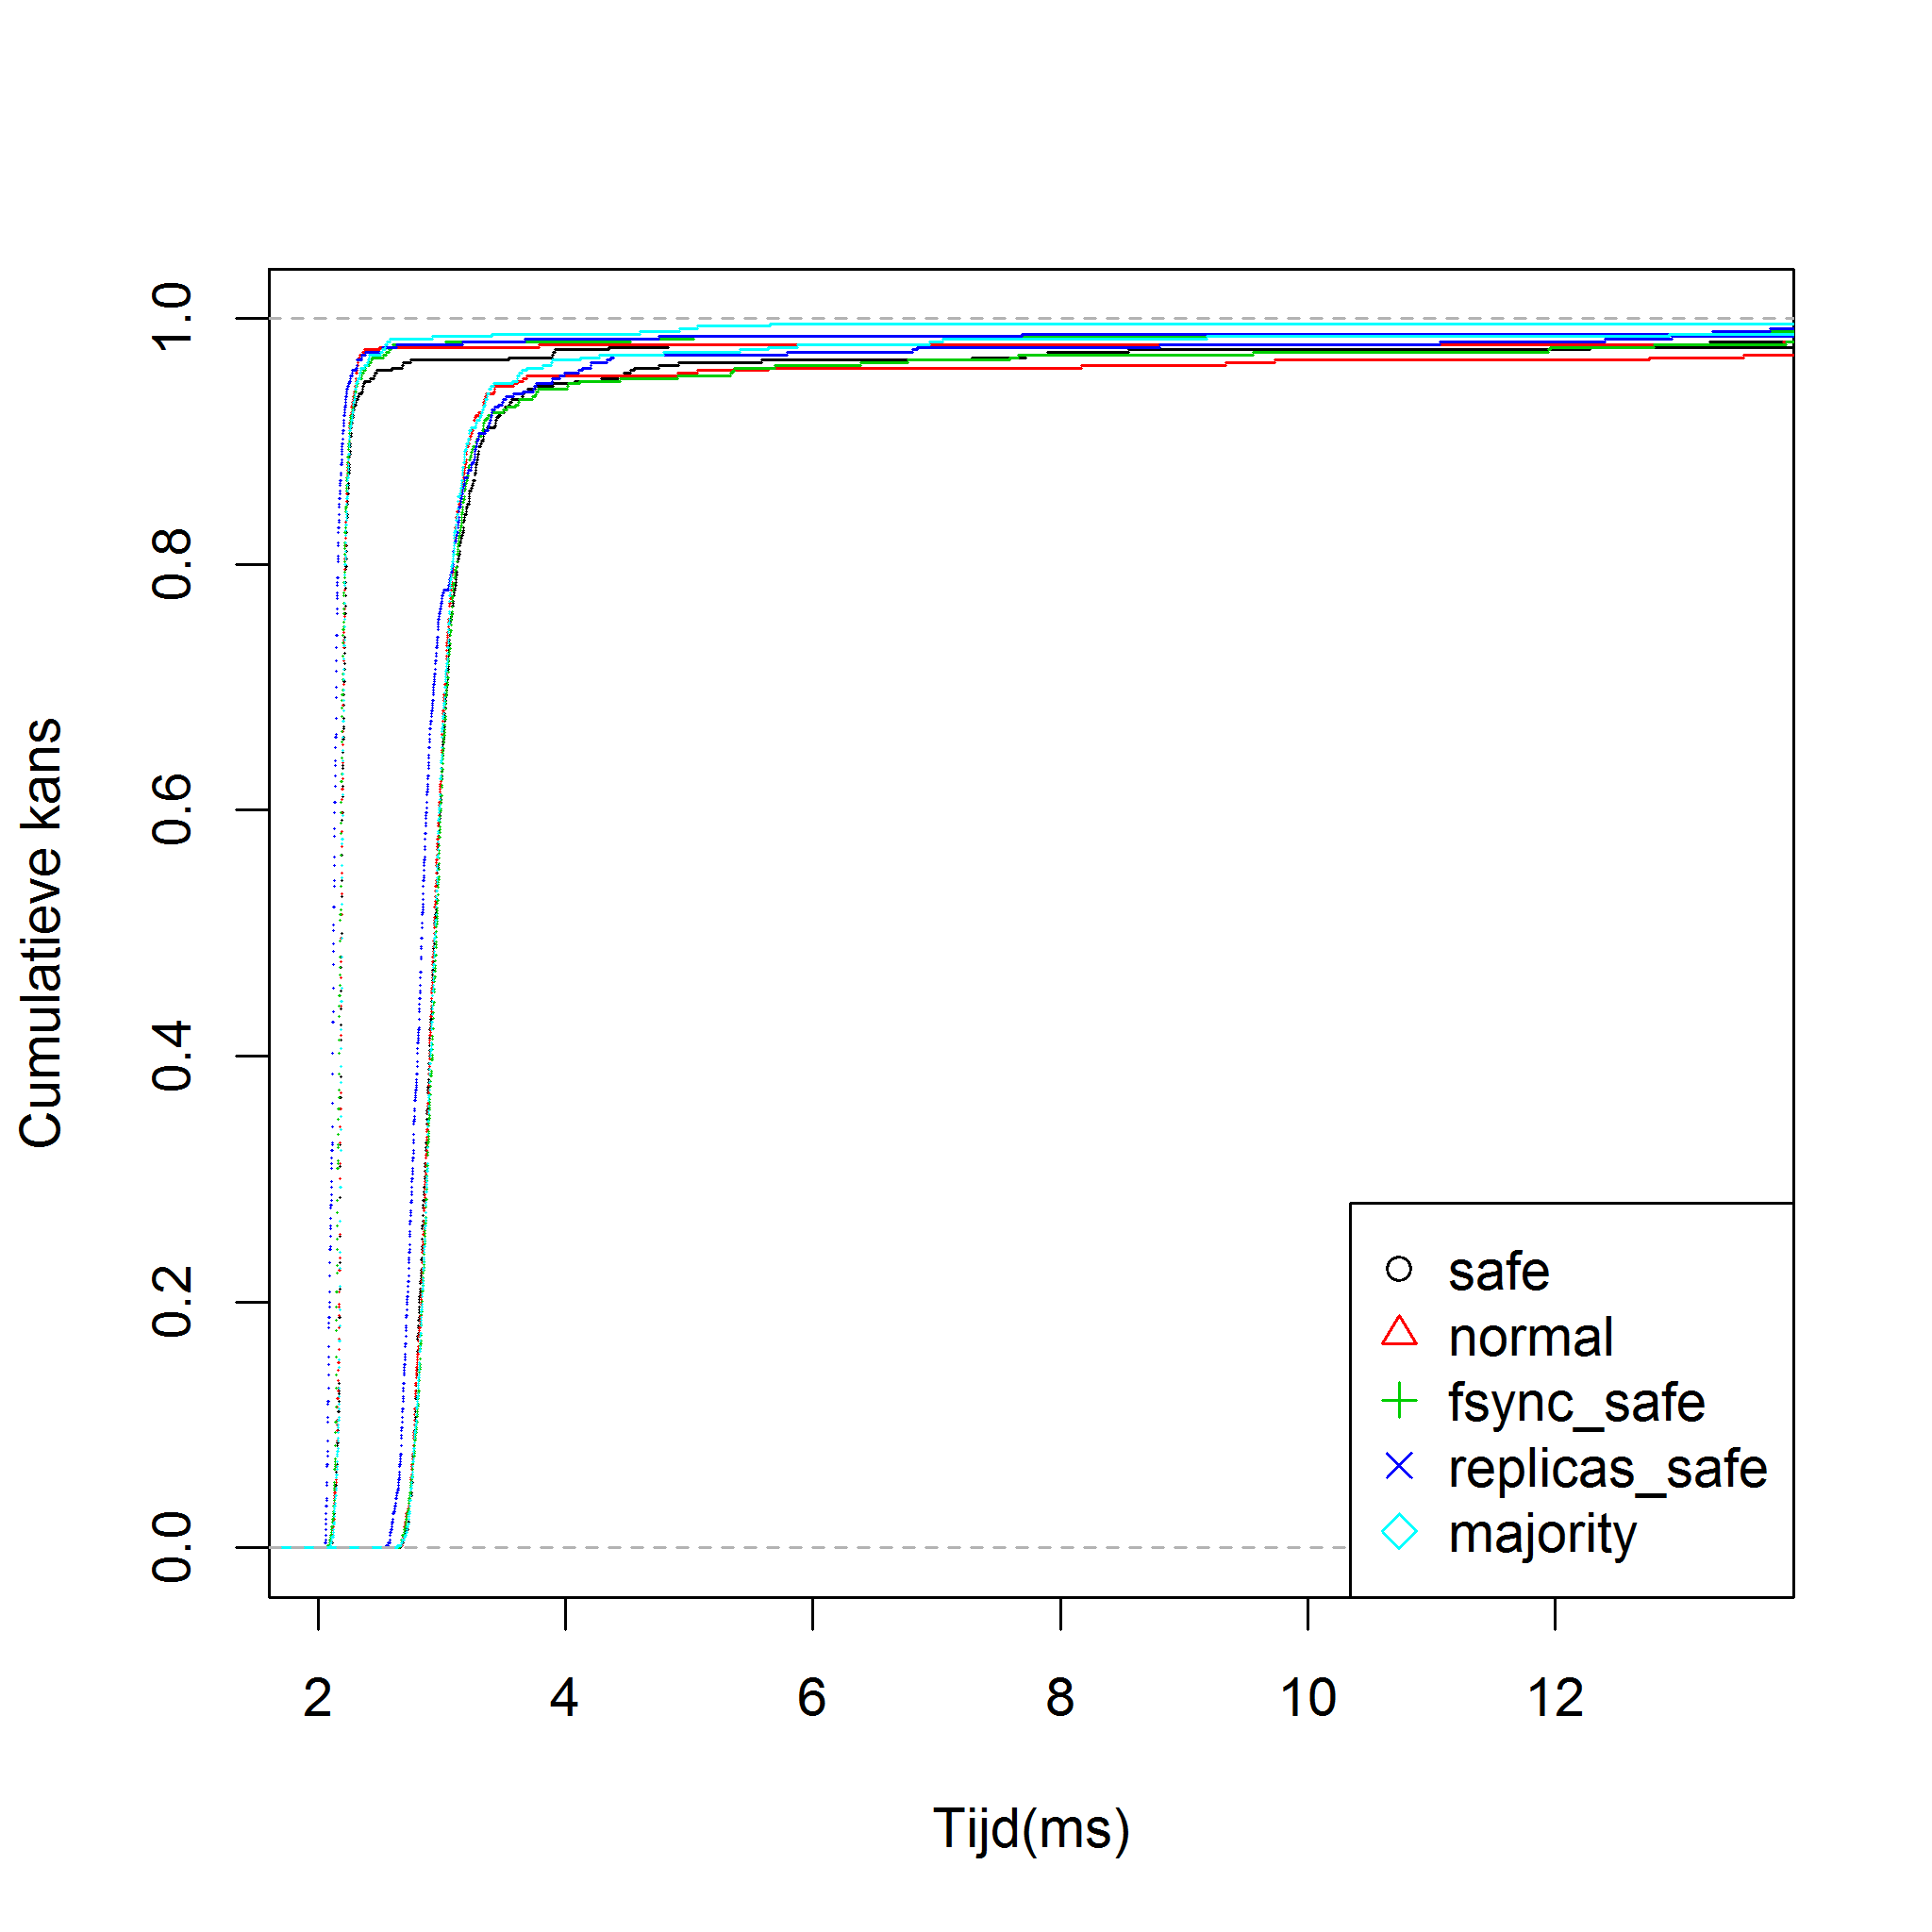 Cumulatieve kans
1.0
0.8
0.6
0.4
0.2
0.0
2 4 6 8 10 12
Tijd(ms)
safe
normal
fsync_safe
replicas_safe
majority